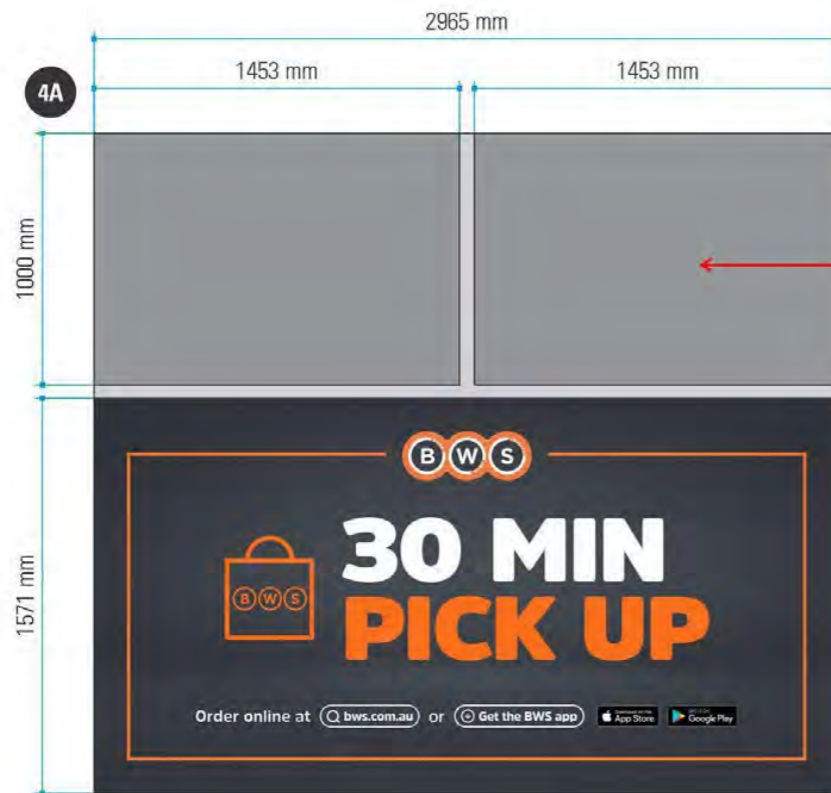 2965 mm
4A
1453 mm
1453 mm
1000 mm
1571 mm
BWS
30 MIN
BWS
PICK UP
Order online at bws.com.au or Get the BWS app App Store Google Play